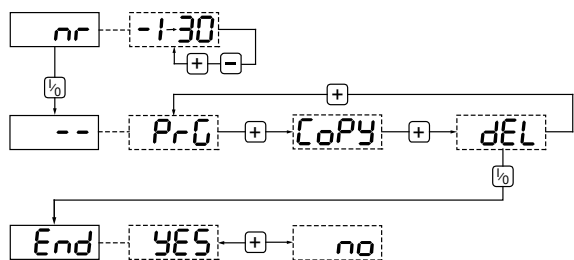 nr -1→30
+ −
I/0
+
-- PrG + CoPY + dEL
I/0
End YES + no